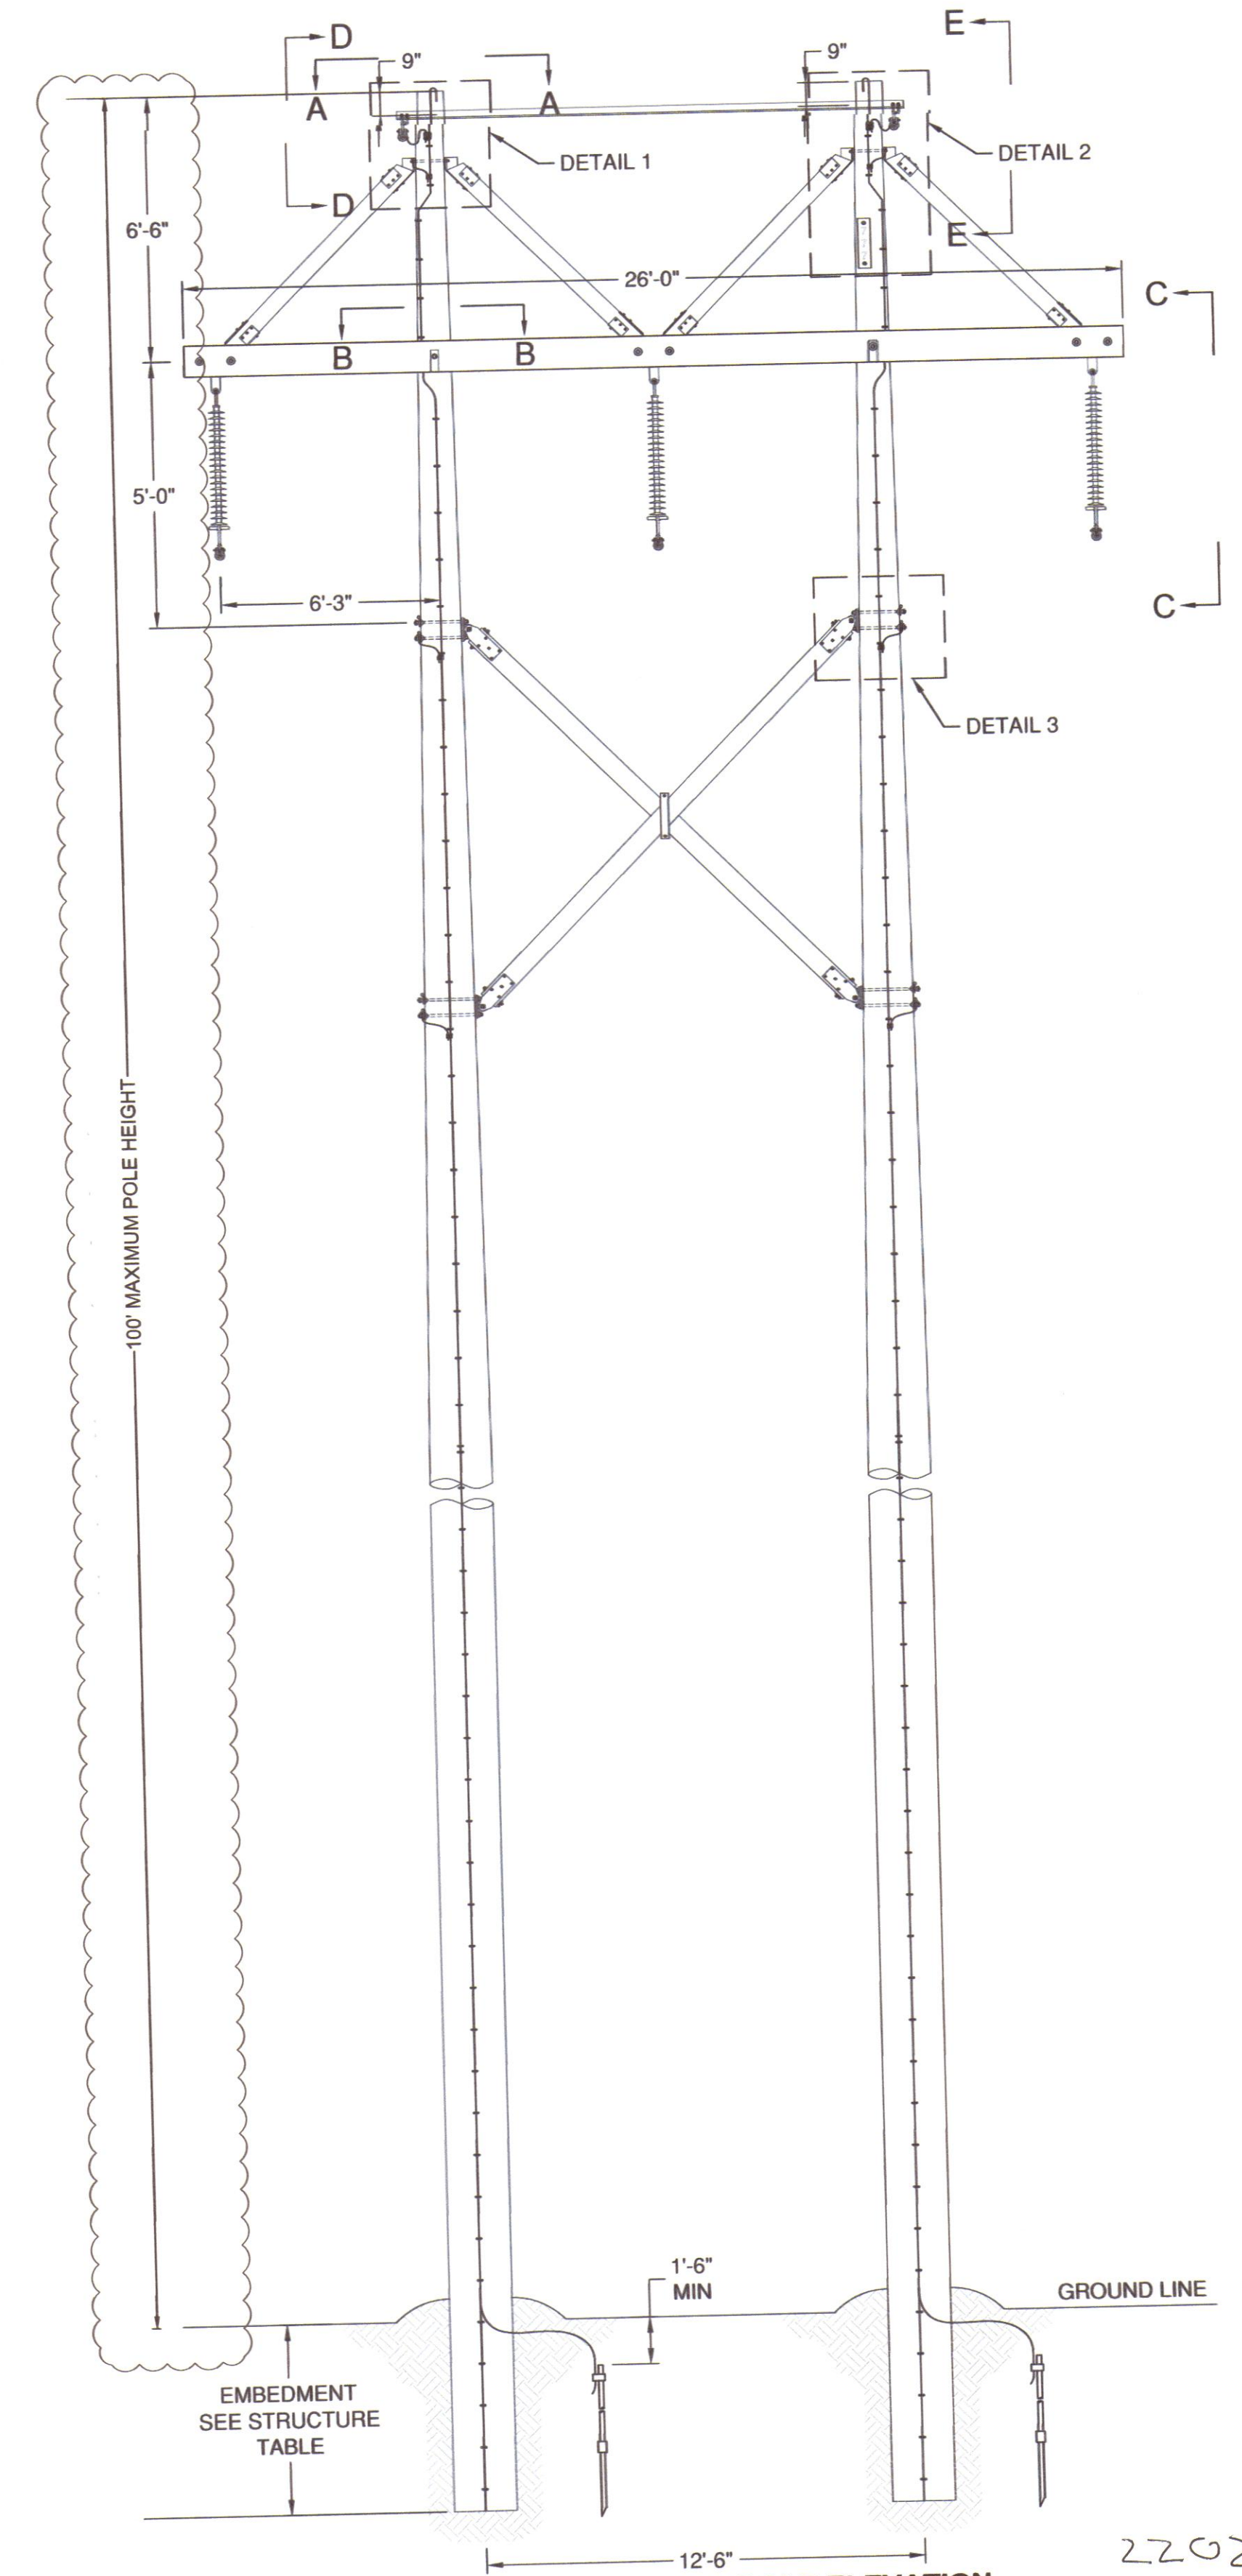 D
E
9"
9"
A
A
DETAIL 1
DETAIL 2
D
6'-6"
E
26'-0"
C
B
B
5'-0"
6'-3"
C
DETAIL 3
100' MAXIMUM POLE HEIGHT
1'-6"
MIN
GROUND LINE
EMBEDMENT
SEE STRUCTURE
TABLE
12'-6"